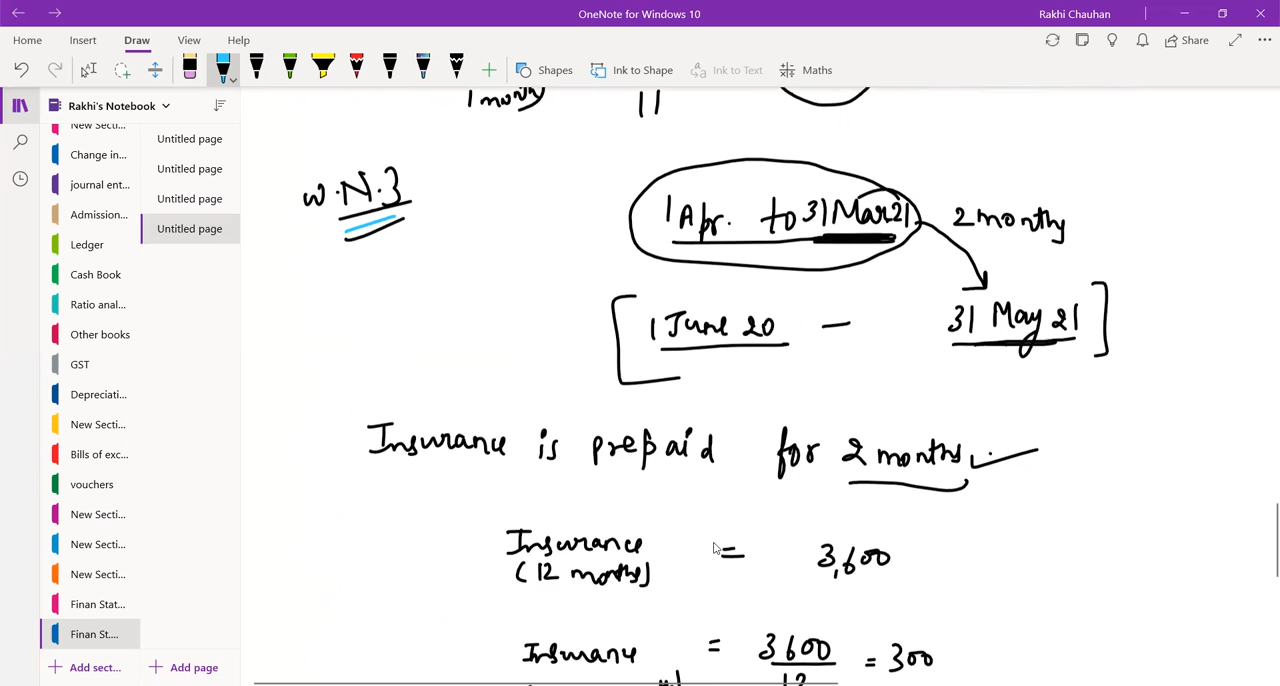 OneNote for Windows 10
Rakhi Chauhan
Home Insert Draw View Help
Share
Shapes Ink to Shape Ink to Text Maths
Rakhi's Notebook
New Secti...
Change in...
journal ent...
Admission...
Ledger
Cash Book
Ratio anal...
Other books
GST
Depreciati...
New Secti...
Bills of exc...
vouchers
New Secti...
New Secti...
New Secti...
Finan Stat...
Finan St....
Add sect...
Untitled page
Untitled page
Untitled page
Untitled page
Add page
1 month 11
W.N.3
1 Apr. to 31 Mar 21 2 months
[ 1 June 20 — 31 May 21 ]
Insurance is prepaid for 2 months
Insurance = 3,600
(12 months)
Insurance = 3600 = 300
12